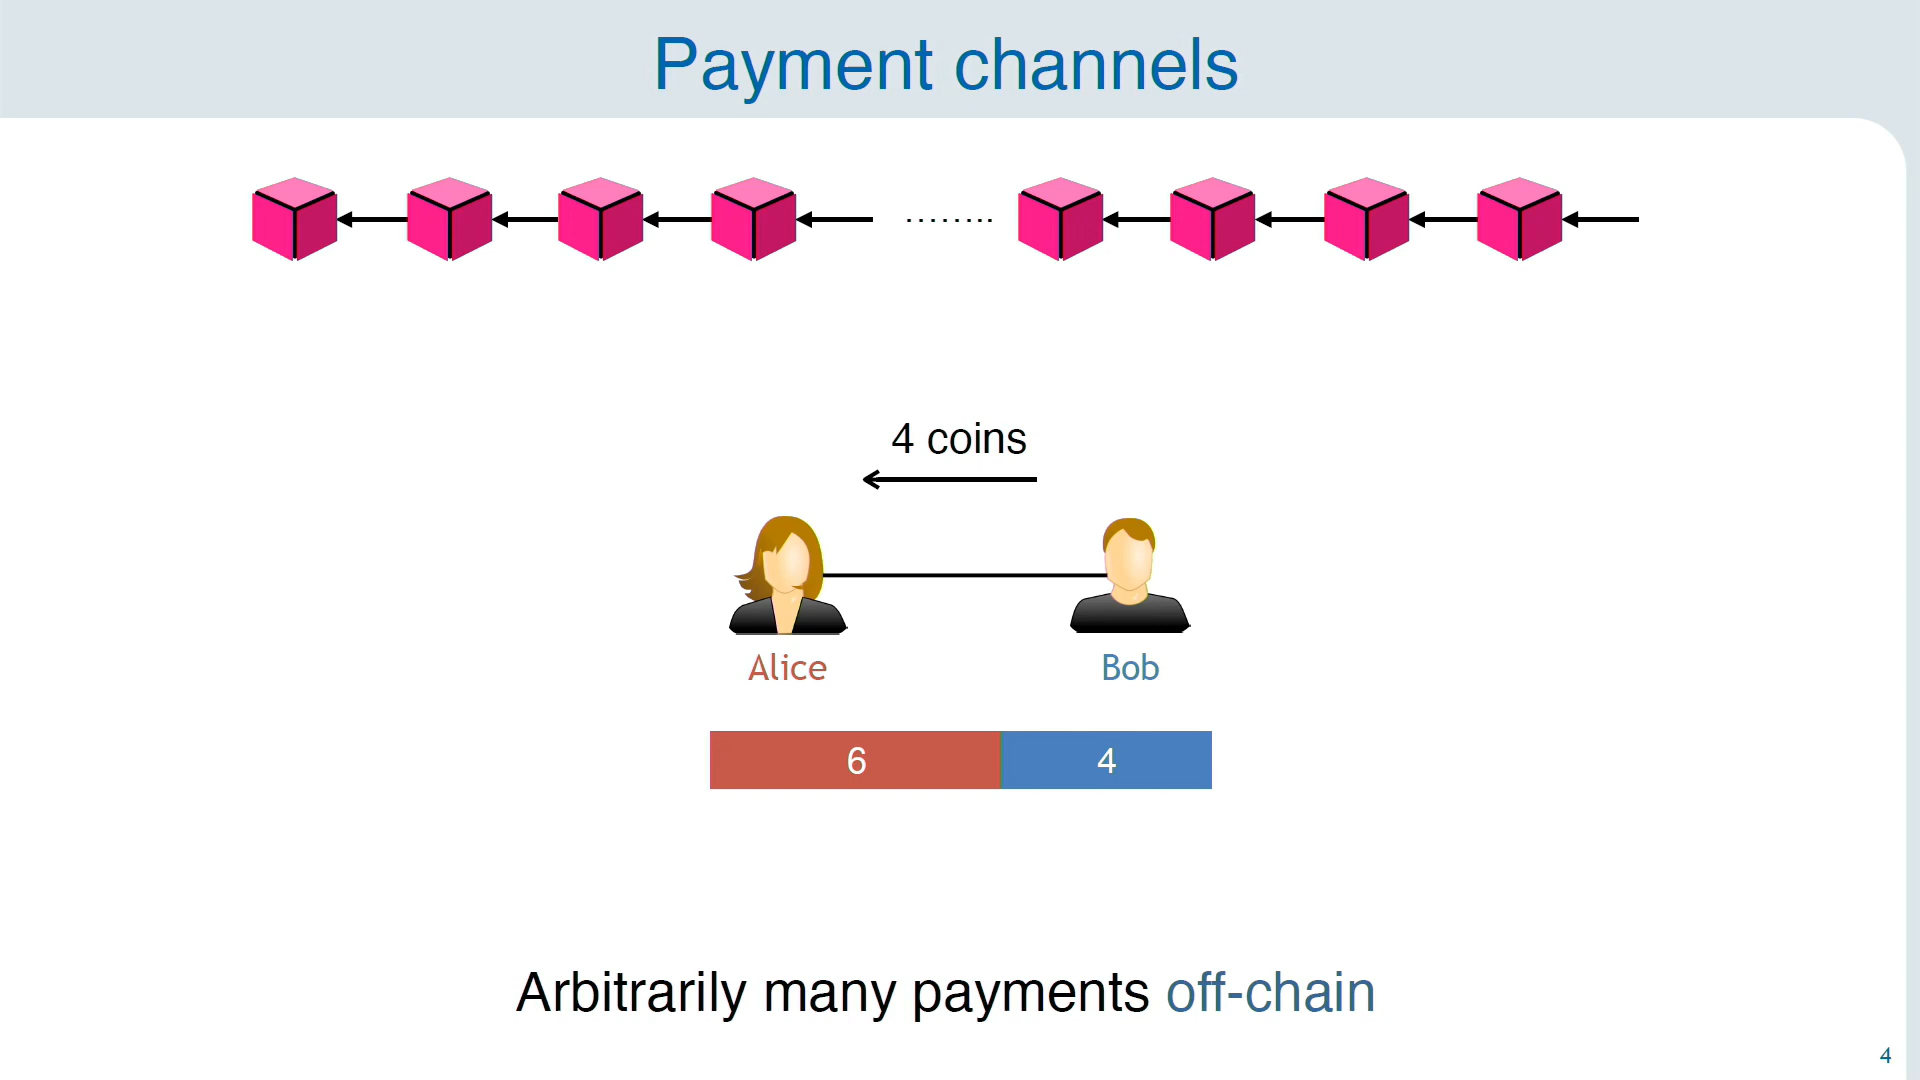 Payment channels
........
4 coins
Alice
Bob
6
4
Arbitrarily many payments off-chain
4